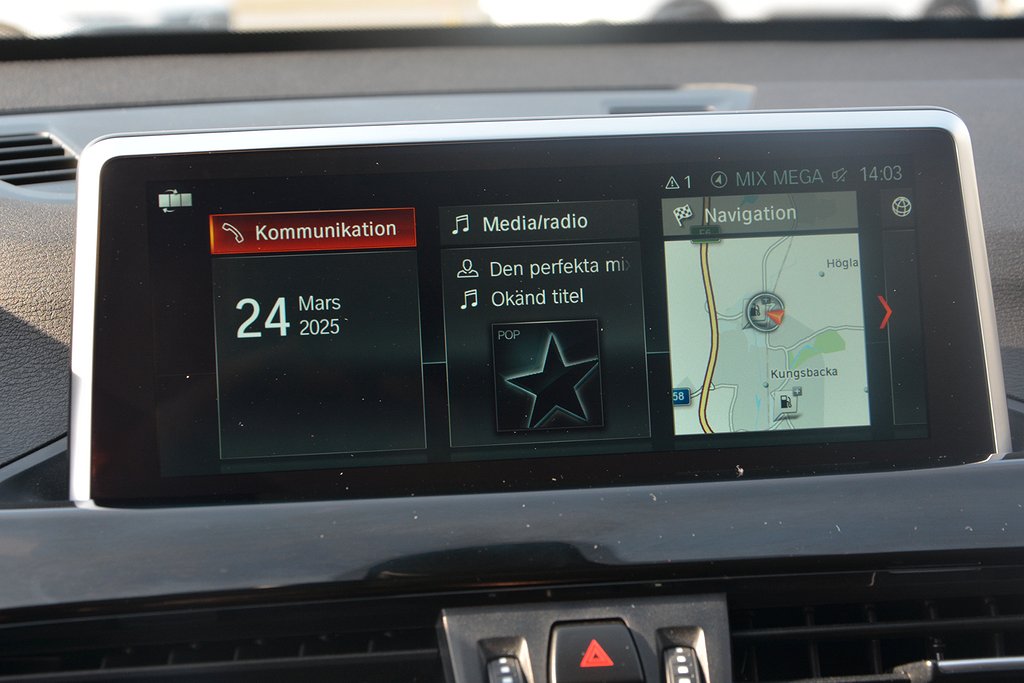 1 MIX MEGA 14:03
Kommunikation
24 Mars
2025
Media/radio
Den perfekta mi
Okänd titel
POP
Navigation
E6
Högla
Kungsbacka
58